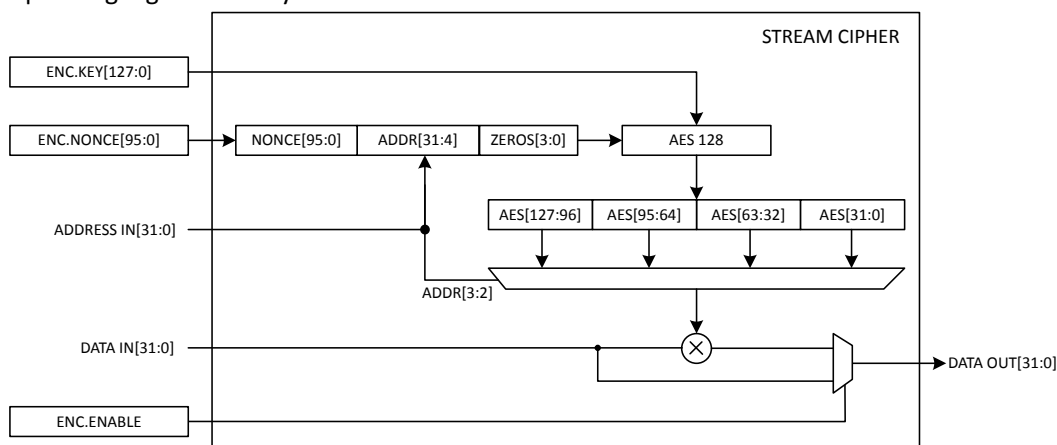 STREAM CIPHER
ENC.KEY[127:0]
ENC.NONCE[95:0]
NONCE[95:0] ADDR[31:4] ZEROS[3:0] AES 128
AES[127:96] AES[95:64] AES[63:32] AES[31:0]
ADDRESS IN[31:0]
ADDR[3:2]
DATA IN[31:0]
DATA OUT[31:0]
ENC.ENABLE